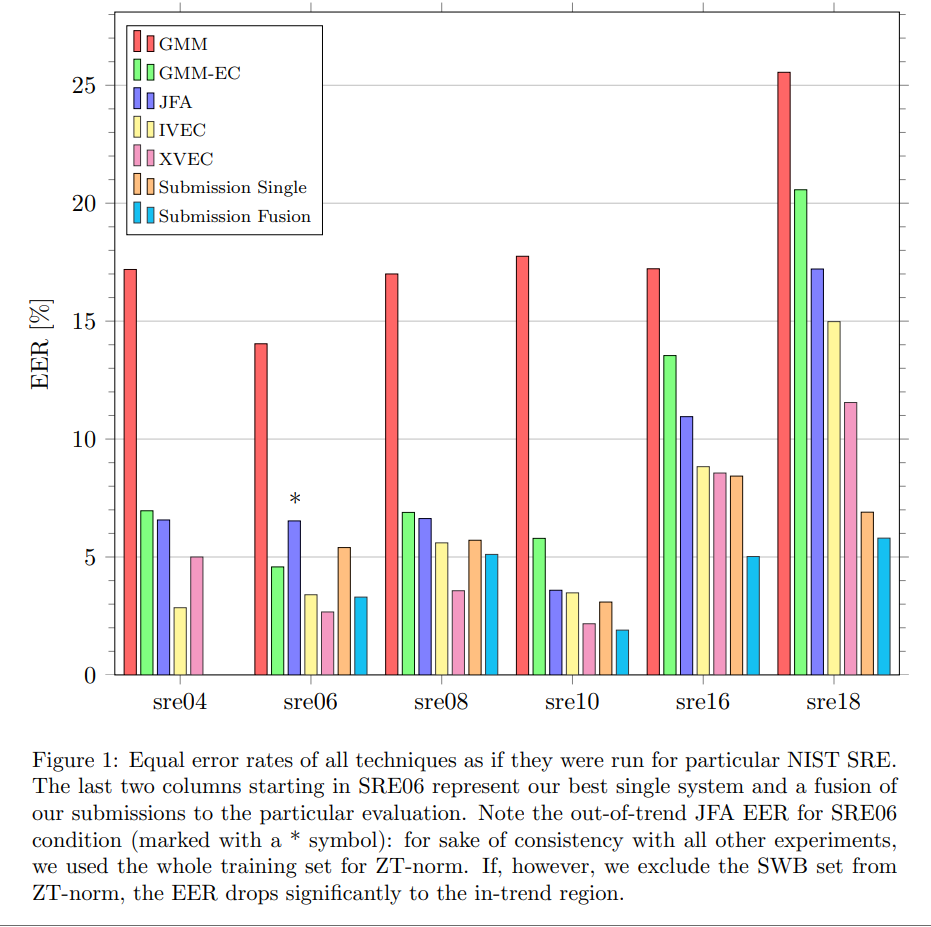 GMM
GMM-EC
JFA
IVEC
XVEC
Submission Single
Submission Fusion
25
20
15
10
5
0
EER [%]
*
sre04 sre06 sre08 sre10 sre16 sre18
Figure 1: Equal error rates of all techniques as if they were run for particular NIST SRE.
The last two columns starting in SRE06 represent our best single system and a fusion of
our submissions to the particular evaluation. Note the out-of-trend JFA EER for SRE06
condition (marked with a * symbol): for sake of consistency with all other experiments,
we used the whole training set for ZT-norm. If, however, we exclude the SWB set from
ZT-norm, the EER drops significantly to the in-trend region.